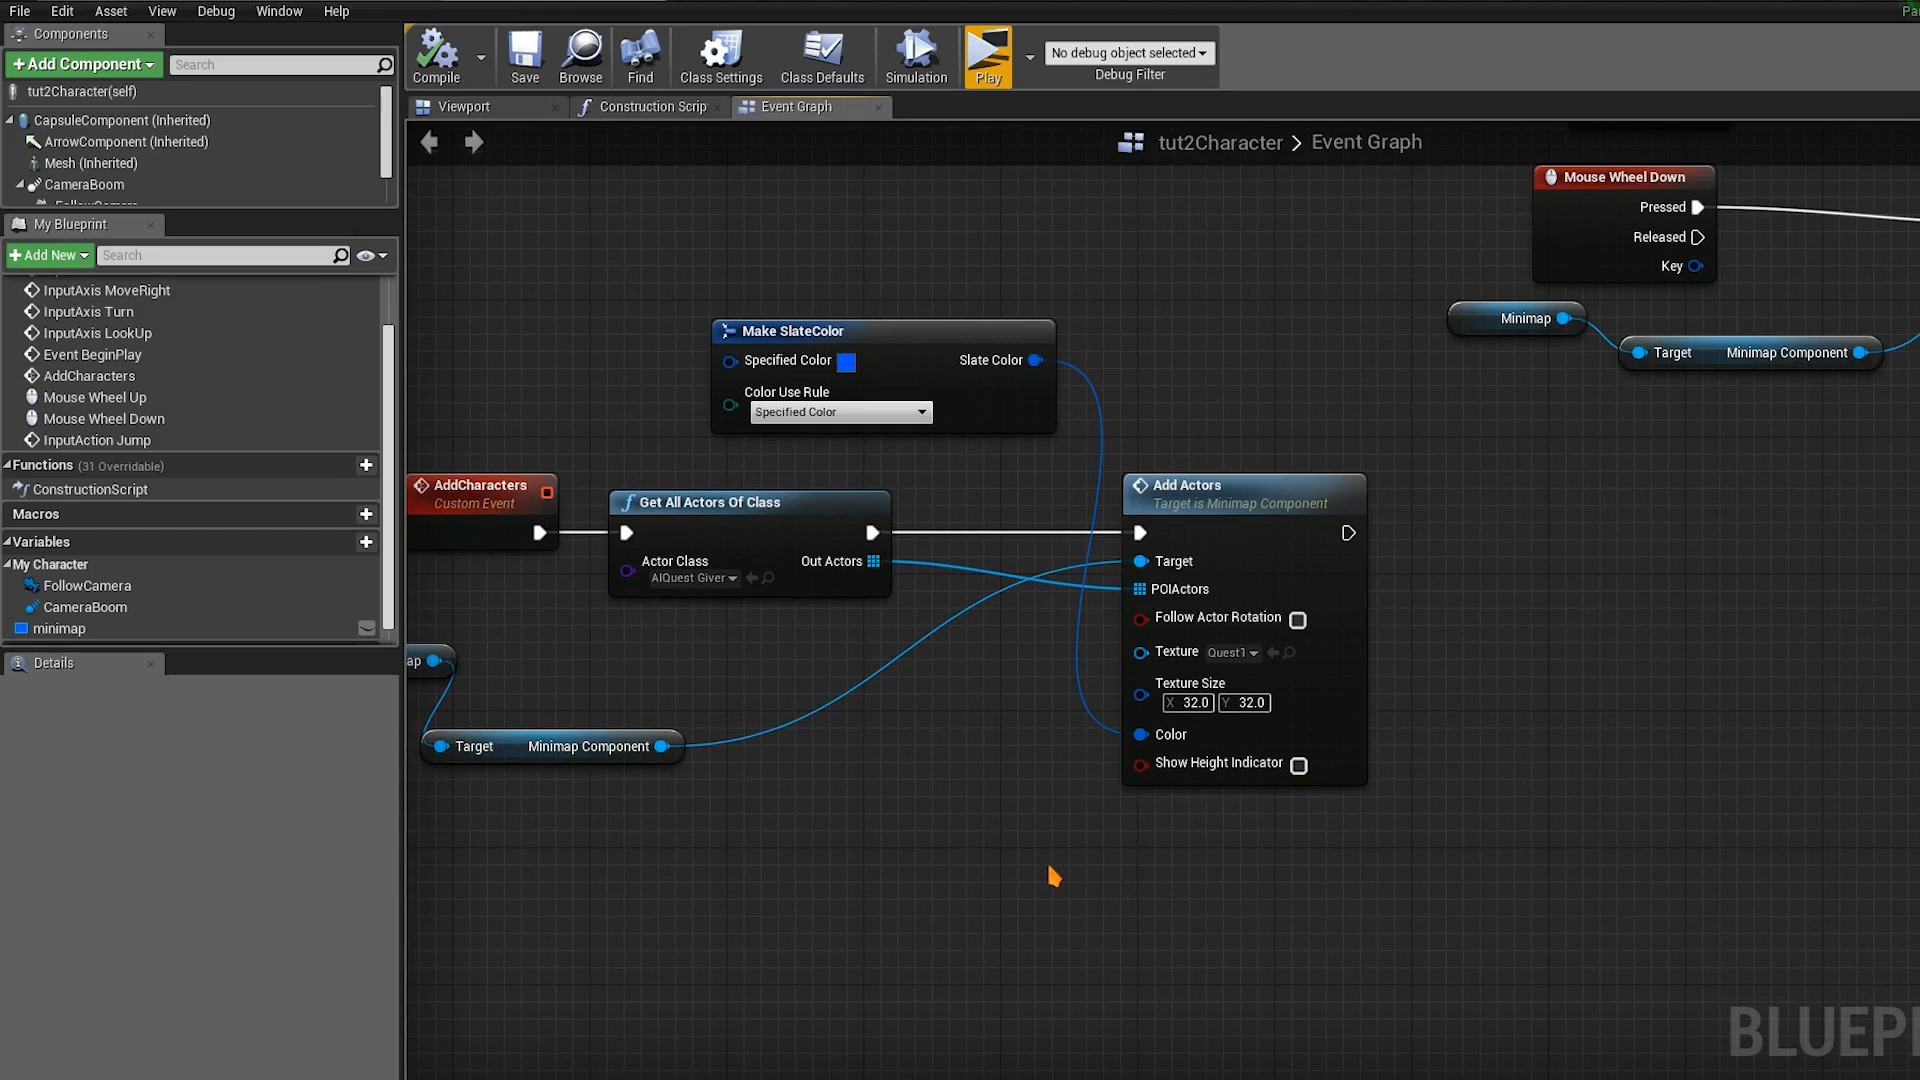 File Edit Asset View Debug Window Help
Components
+Add Component Search
tut2Character(self)
CapsuleComponent (Inherited)
ArrowComponent (Inherited)
Mesh (Inherited)
CameraBoom
My Blueprint
+Add New Search
InputAxis MoveRight
InputAxis Turn
InputAxis LookUp
Event BeginPlay
AddCharacters
Mouse Wheel Up
Mouse Wheel Down
InputAction Jump
Functions (31 Overridable)
ConstructionScript
Macros
Variables
My Character
FollowCamera
CameraBoom
minimap
Details
Compile Save Browse Find Class Settings Class Defaults Simulation Play
No debug object selected
Debug Filter
Viewport Construction Scrip Event Graph
tut2Character > Event Graph
Mouse Wheel Down
Pressed
Released
Key
Minimap
Target Minimap Component
Make SlateColor
Specified Color Slate Color
Color Use Rule
Specified Color
AddCharacters
Custom Event
Get All Actors Of Class
Actor Class Out Actors
AIQuest Giver
Add Actors
Target is Minimap Component
Target
POIActors
Follow Actor Rotation
Texture Quest1
Texture Size
X 32.0 Y 32.0
Color
Show Height Indicator
ap
Target Minimap Component
BLUEP